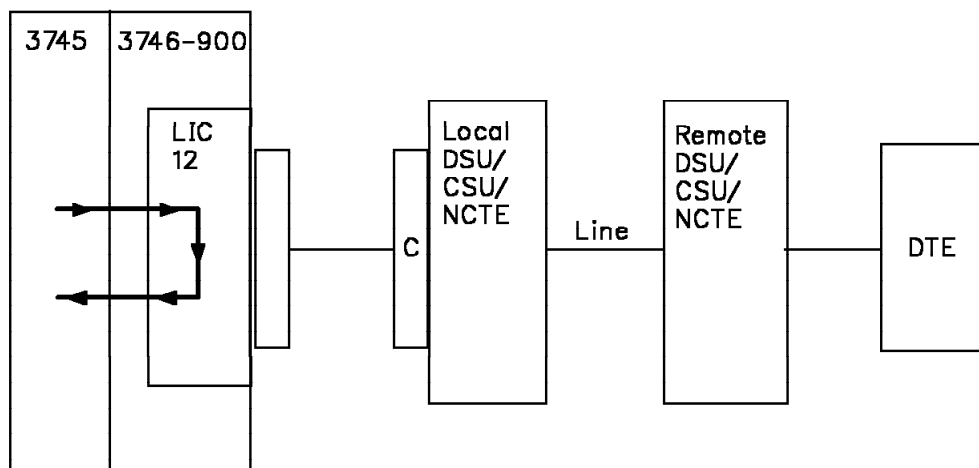 3745
3746-900
LIC
12
C
Local
DSU/
CSU/
NCTE
Line
Remote
DSU/
CSU/
NCTE
DTE